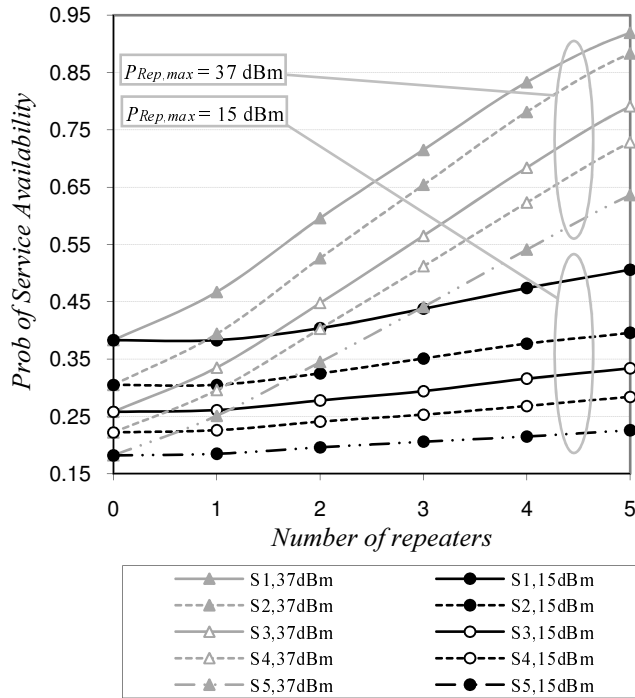 0.95
0.85
0.75
0.65
0.55
0.45
0.35
0.25
0.15
Prob of Service Availability
PRep,max = 37 dBm
PRep,max = 15 dBm
0 1 2 3 4 5
Number of repeaters
S1,37dBm S1,15dBm
S2,37dBm S2,15dBm
S3,37dBm S3,15dBm
S4,37dBm S4,15dBm
S5,37dBm S5,15dBm